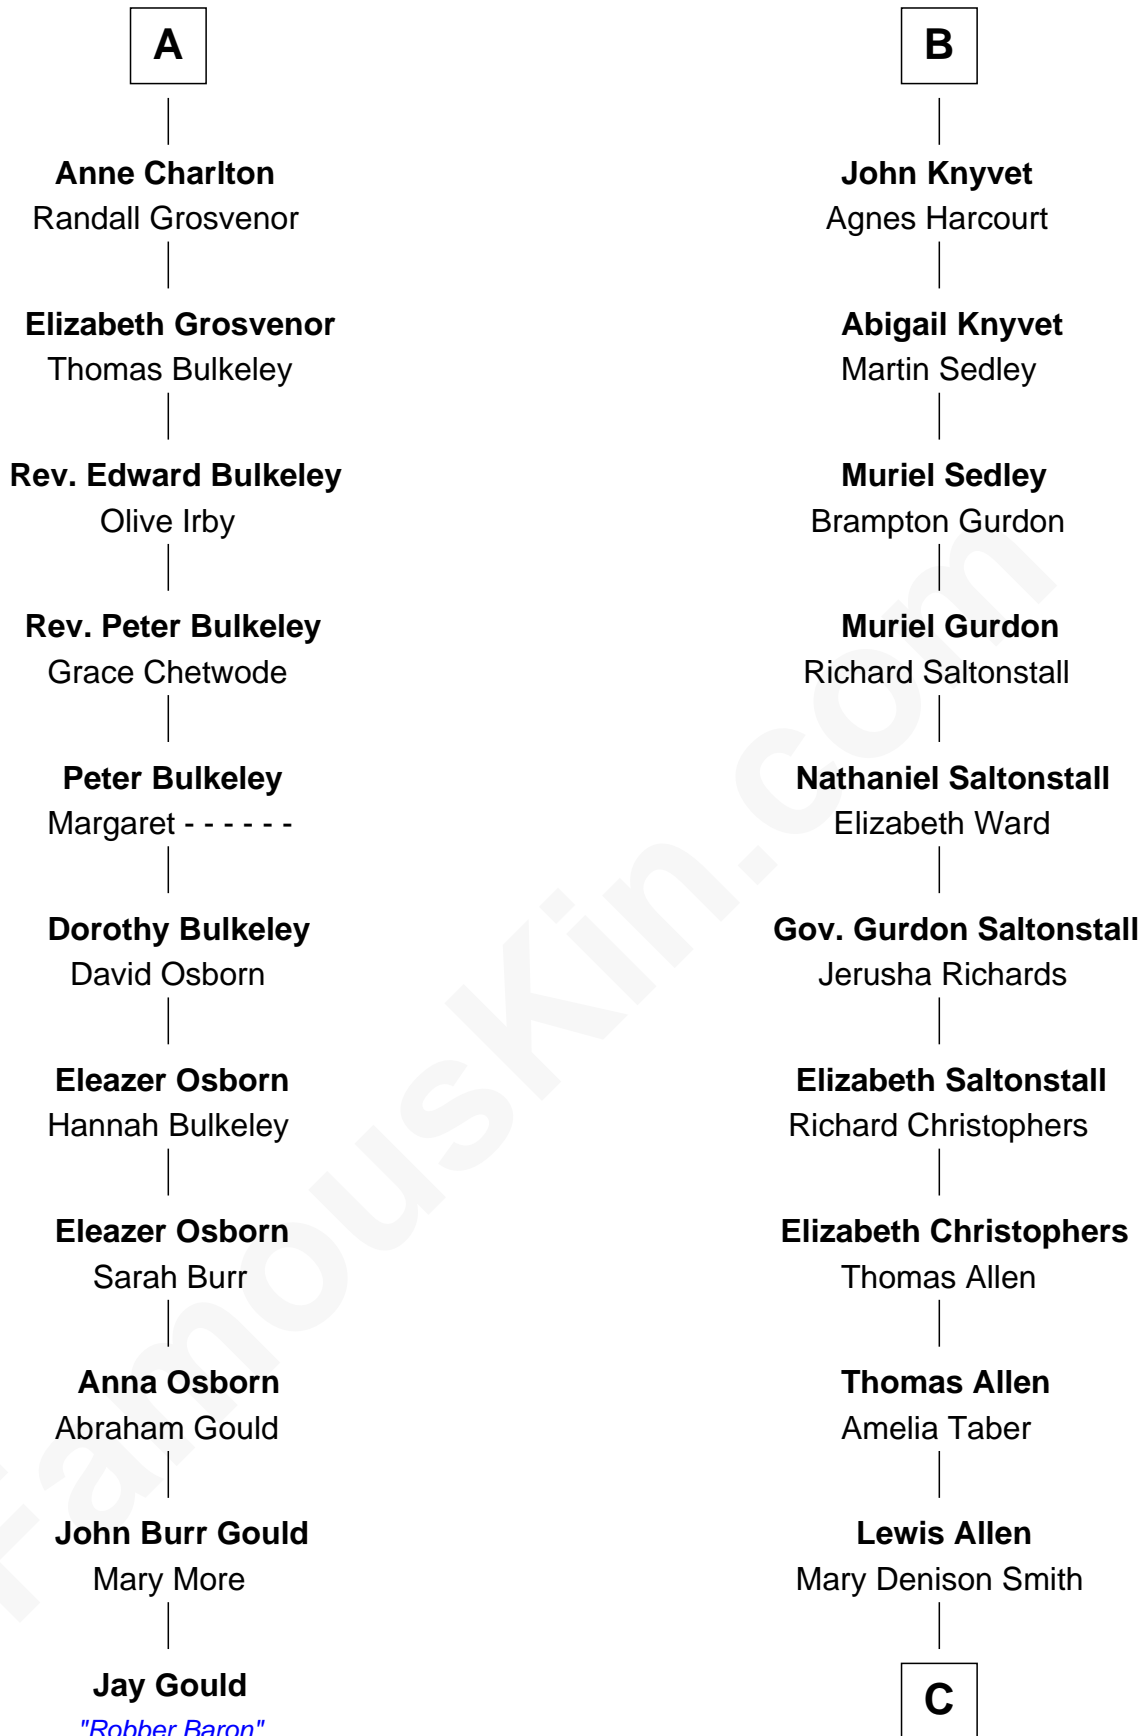 A
Anne Charlton
Randall Grosvenor
Elizabeth Grosvenor
Thomas Bulkeley
Rev. Edward Bulkeley
Olive Irby
Rev. Peter Bulkeley
Grace Chetwode
Peter Bulkeley
Margaret - - - - - -
Dorothy Bulkeley
David Osborn
Eleazer Osborn
Hannah Bulkeley
Eleazer Osborn
Sarah Burr
Anna Osborn
Abraham Gould
John Burr Gould
Mary More
Jay Gould
"Robber Baron"
B
John Knyvet
Agnes Harcourt
Abigail Knyvet
Martin Sedley
Muriel Sedley
Brampton Gurdon
Muriel Gurdon
Richard Saltonstall
Nathaniel Saltonstall
Elizabeth Ward
Gov. Gurdon Saltonstall
Jerusha Richards
Elizabeth Saltonstall
Richard Christophers
Elizabeth Christophers
Thomas Allen
Thomas Allen
Amelia Taber
Lewis Allen
Mary Denison Smith
C
FamousKin.com